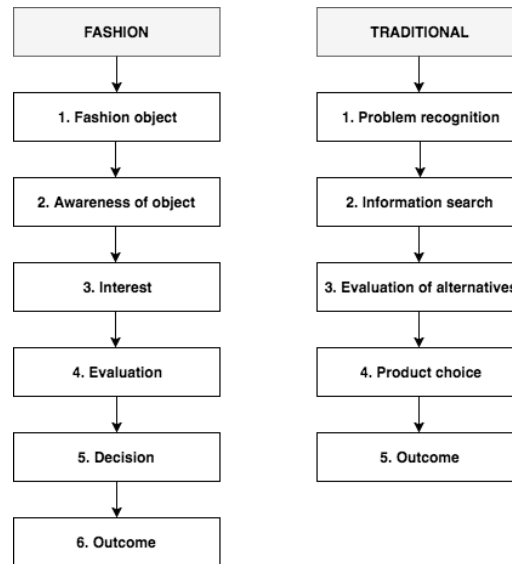 FASHION
1. Fashion object
2. Awareness of object
3. Interest
4. Evaluation
5. Decision
6. Outcome
TRADITIONAL
1. Problem recognition
2. Information search
3. Evaluation of alternatives
4. Product choice
5. Outcome